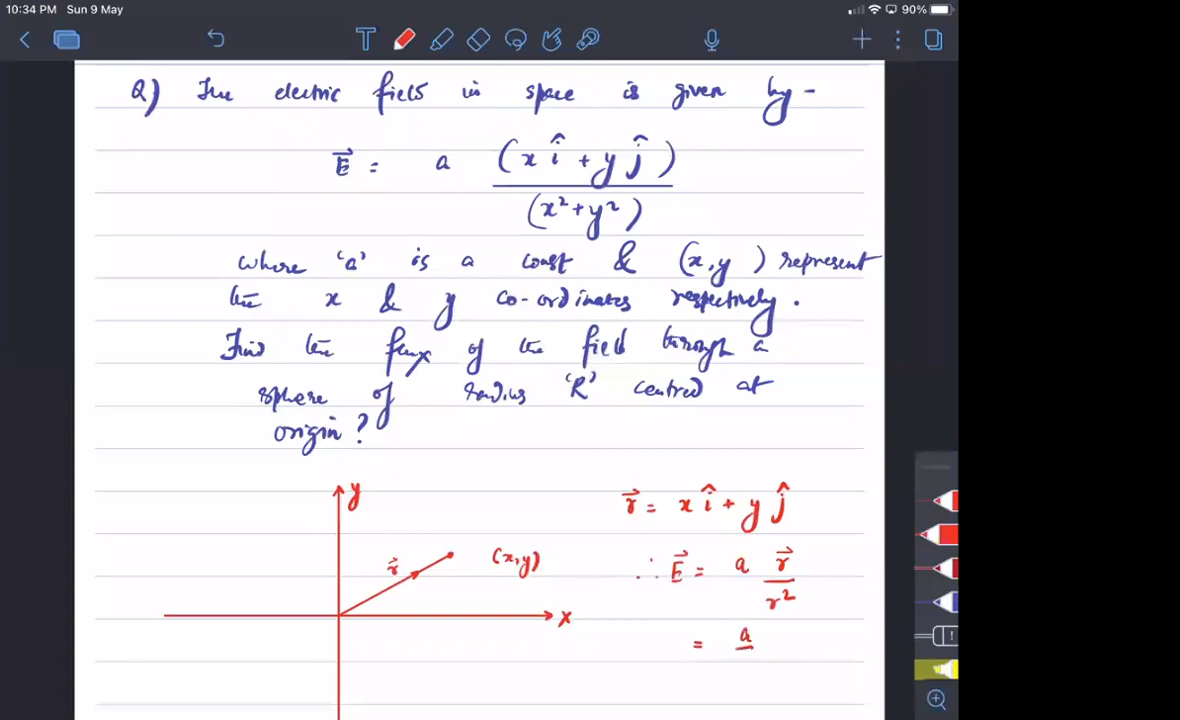 10:34 PM Sun 9 May
90%
T
Q) The electric field in space is given by -
E⃗ = a (x î + y ĵ) / (x² + y²)
where 'a' is a const & (x,y) represent
the x & y co-ordinates respectively.
Find the flux of the field through a
sphere of radius 'R' centred at
origin?
y
r⃗
(x,y)
x
r⃗ = x î + y ĵ
∴ E⃗ = a r⃗ / r²
= a